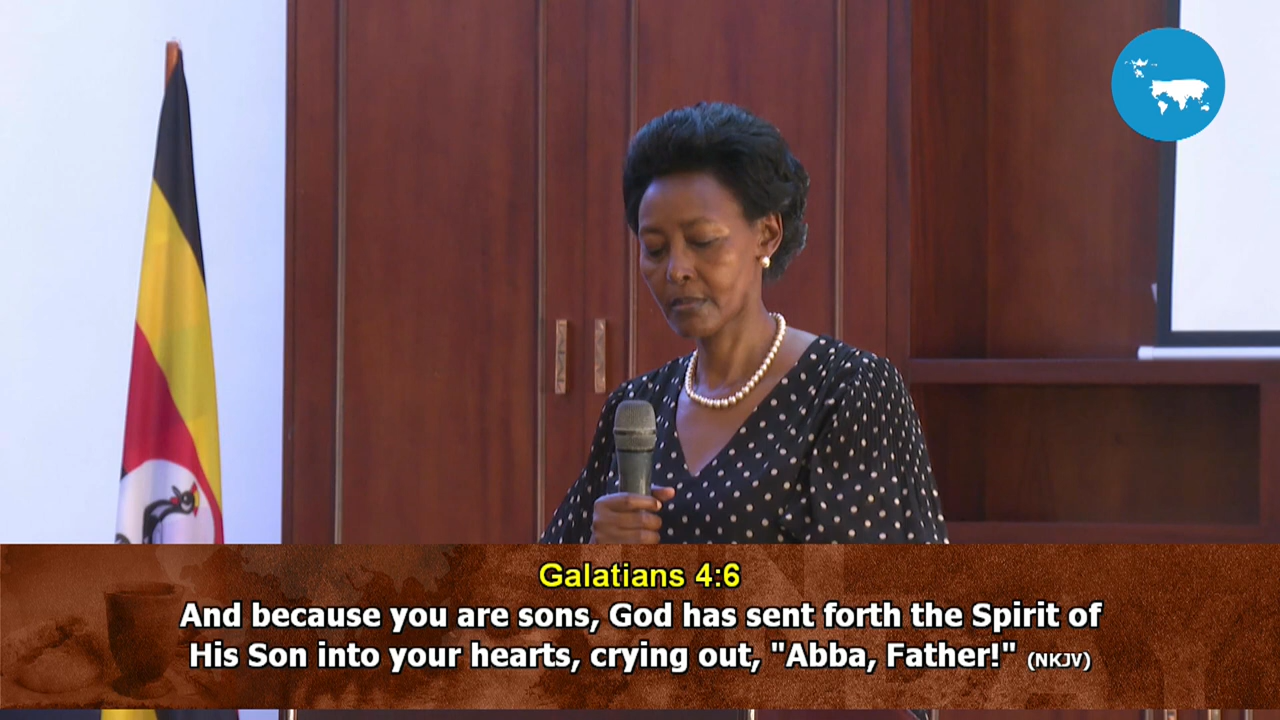 Galatians 4:6
And because you are sons, God has sent forth the Spirit of
His Son into your hearts, crying out, "Abba, Father!" (NKJV)